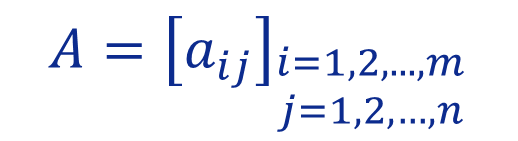 A = [a_{ij}]_{i=1,2,...,m}
j=1,2,...,n